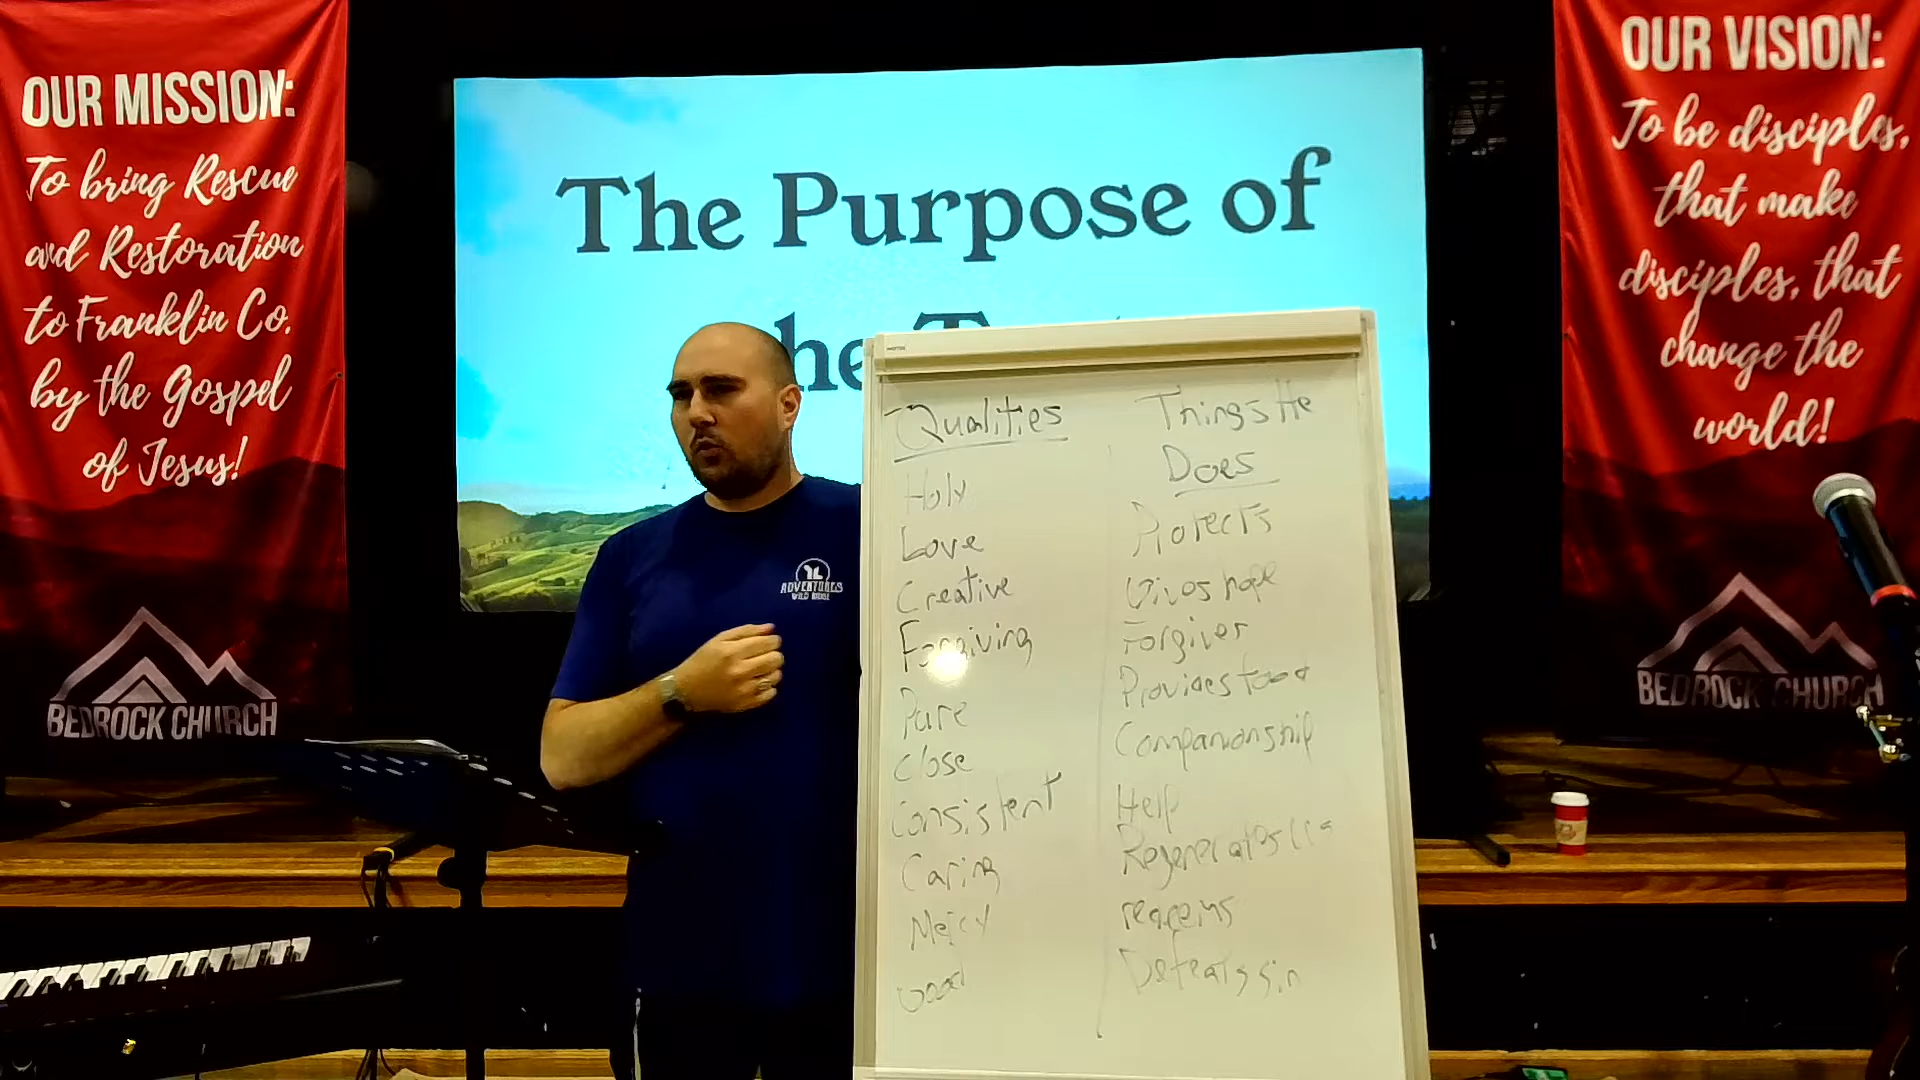 OUR MISSION:
To bring Rescue
and Restoration
to Franklin Co.
by the Gospel
of Jesus!
BEDROCK CHURCH
The Purpose of
he
ADVENTURES
Qualities
Holy
Love
Creative
Forgiving
Pure
Close
Consistent
Caring
Mercy
Good
Things He
Does
Protects
Gives hope
Forgiver
Provides food
Companionship
Help
Regenerates
redeems
Defeats sin
OUR VISION:
To be disciples,
that make
disciples, that
change the
world!
BEDROCK CHURCH